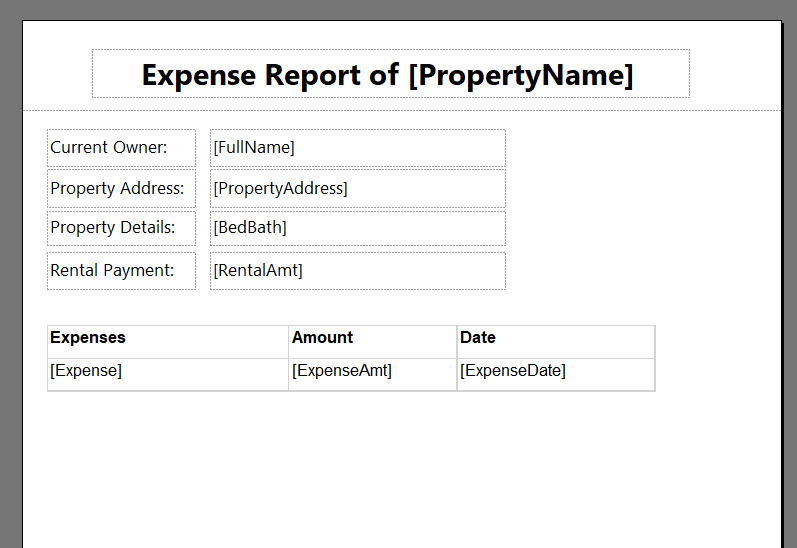 Expense Report of [PropertyName]
Current Owner: [FullName]
Property Address: [PropertyAddress]
Property Details: [BedBath]
Rental Payment: [RentalAmt]
Expenses Amount Date
[Expense] [ExpenseAmt] [ExpenseDate]